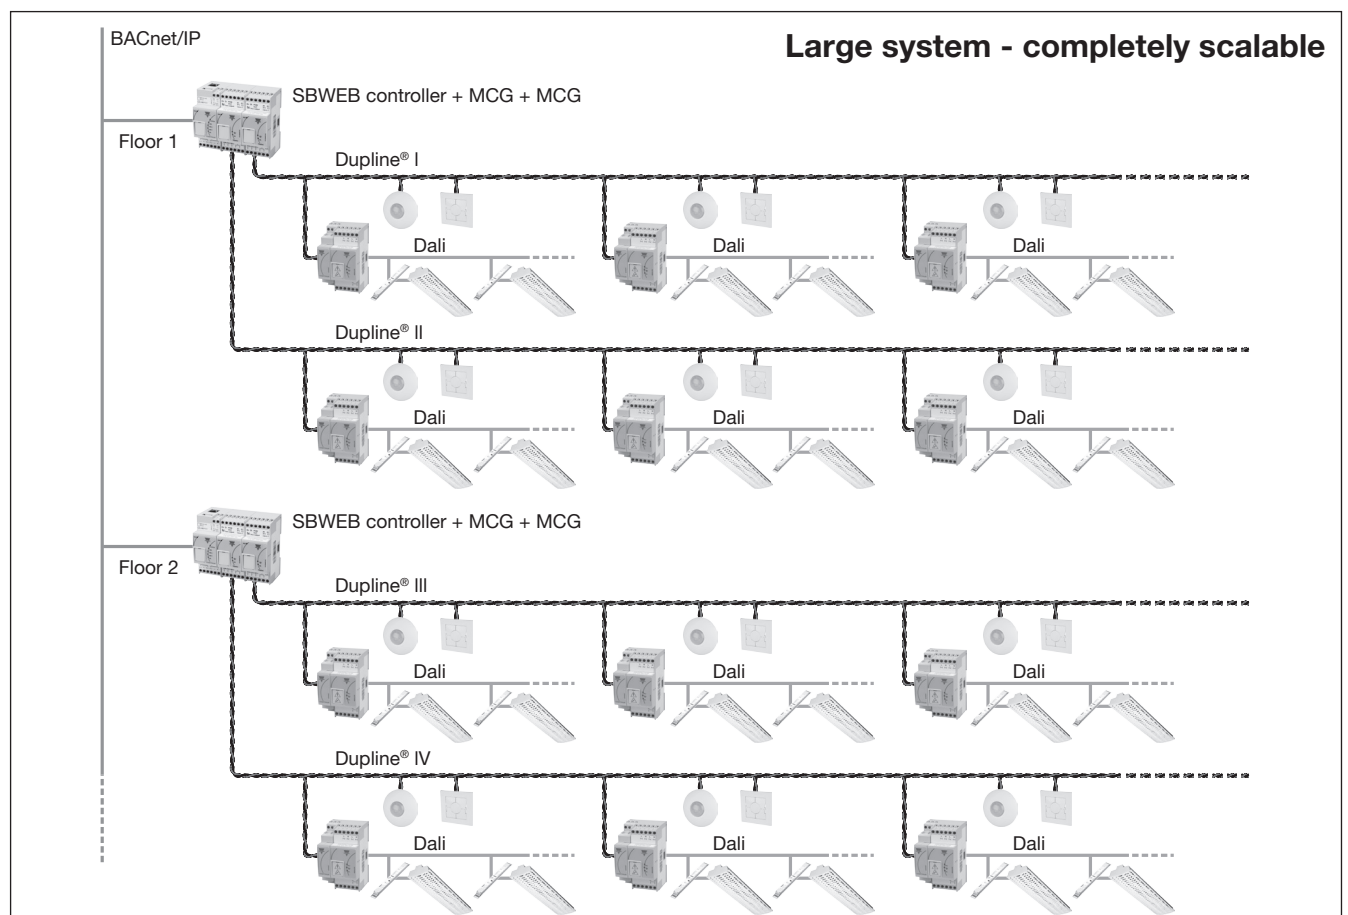 BACnet/IP
Large system - completely scalable
SBWEB controller + MCG + MCG
Floor 1
Dupline® I
Dali Dali Dali
Dupline® II
Dali Dali Dali
SBWEB controller + MCG + MCG
Floor 2
Dupline® III
Dali Dali Dali
Dupline® IV
Dali Dali Dali